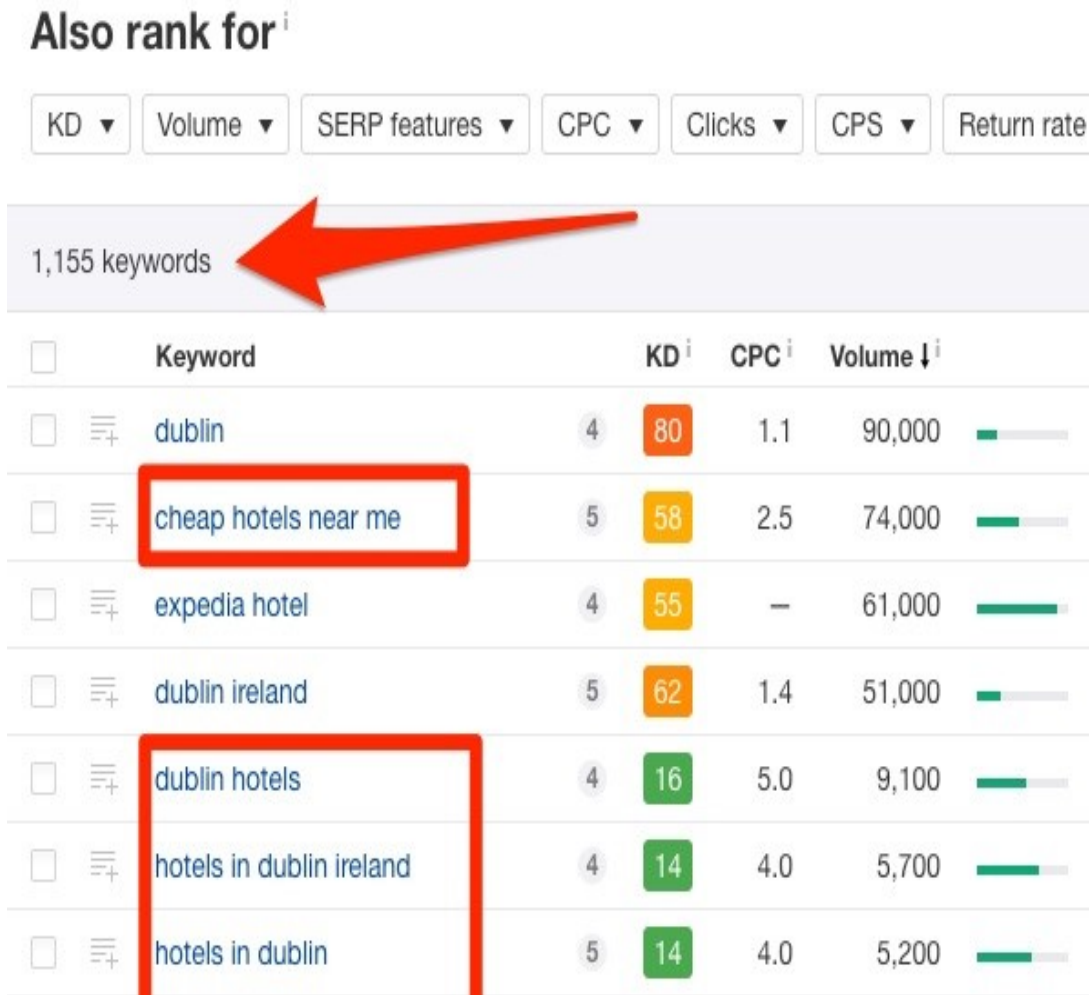 Also rank for i
KD ▼ Volume ▼ SERP features ▼ CPC ▼ Clicks ▼ CPS ▼ Return rate
1,155 keywords
Keyword KD i CPC i Volume ↓ i
dublin 4 80 1.1 90,000
cheap hotels near me 5 58 2.5 74,000
expedia hotel 4 55 – 61,000
dublin ireland 5 62 1.4 51,000
dublin hotels 4 16 5.0 9,100
hotels in dublin ireland 4 14 4.0 5,700
hotels in dublin 5 14 4.0 5,200